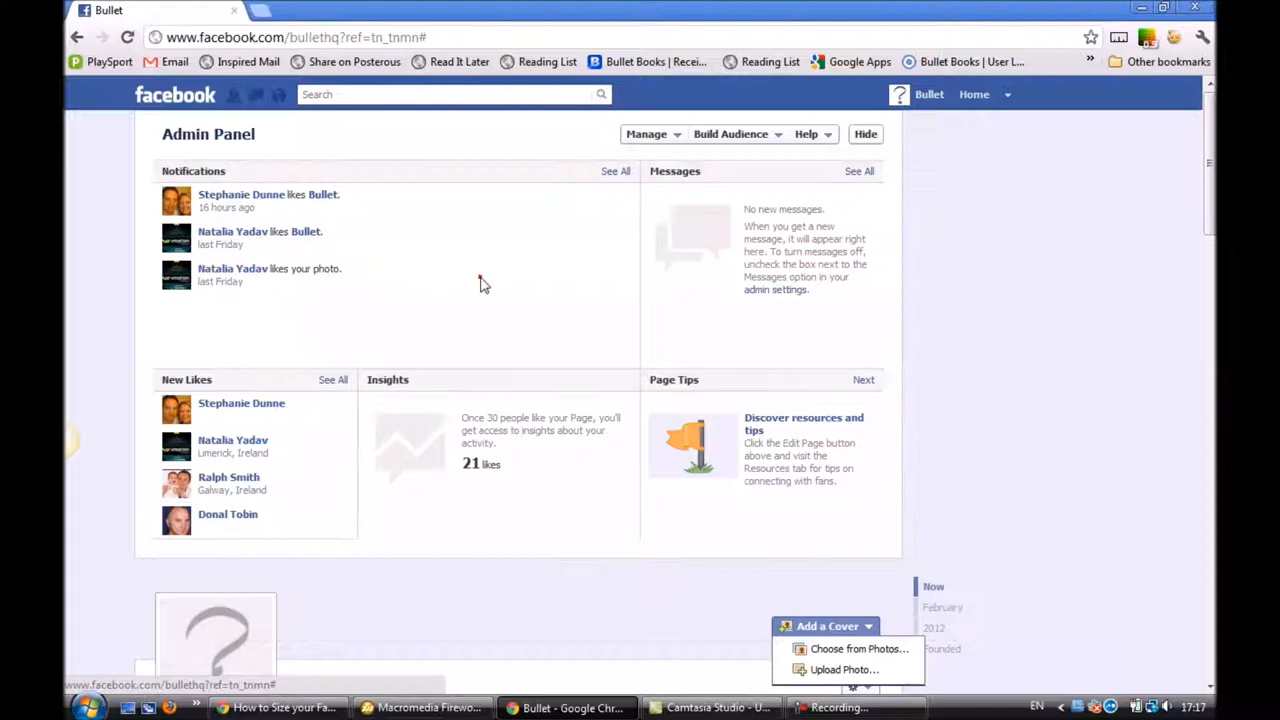 Bullet
www.facebook.com/bullethq?ref=tn_tnmn#
PlaySport Email Inspired Mail Share on Posterous Read It Later Reading List Bullet Books | Recei... Reading List Google Apps Bullet Books | User L... » Other bookmarks
facebook Search Bullet Home
Admin Panel Manage Build Audience Help Hide
Notifications See All
Stephanie Dunne likes Bullet.
16 hours ago
Natalia Yadav likes Bullet.
last Friday
Natalia Yadav likes your photo.
last Friday
Messages See All
No new messages.
When you get a new
message, it will appear right
here. To turn messages off,
uncheck the box next to the
Messages option in your
admin settings.
New Likes See All
Stephanie Dunne
Natalia Yadav
Limerick, Ireland
Ralph Smith
Galway, Ireland
Donal Tobin
Insights
Once 30 people like your Page, you'll
get access to insights about your
activity.
21 likes
Page Tips Next
Discover resources and
tips
Click the Edit Page button
above and visit the
Resources tab for tips on
connecting with fans.
?
Add a Cover
Choose from Photos...
Upload Photo...
Now
February
2012
Founded
www.facebook.com/bullethq?ref=tn_tnmn#
How to Size your Fa... Macromedia Firewo... Bullet - Google Chr... Camtasia Studio - U... Recording... EN 17:17